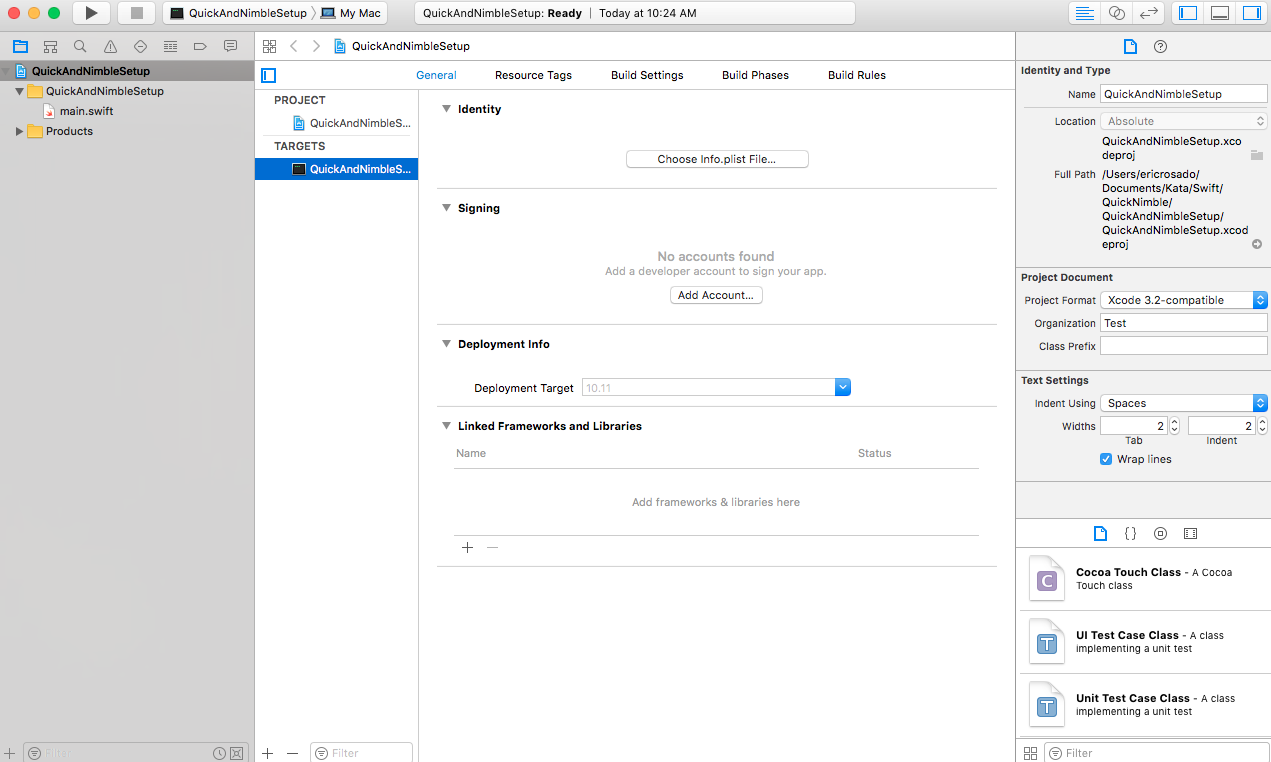 QuickAndNimbleSetup
My Mac
QuickAndNimbleSetup: Ready
Today at 10:24 AM
QuickAndNimbleSetup
General
Resource Tags
Build Settings
Build Phases
Build Rules
QuickAndNimbleSetup
QuickAndNimbleSetup
main.swift
Products
Filter
PROJECT
QuickAndNimbleS...
TARGETS
QuickAndNimbleS...
Filter
Identity
Choose Info.plist File...
Signing
No accounts found
Add a developer account to sign your app.
Add Account...
Deployment Info
Deployment Target 10.11
Linked Frameworks and Libraries
Name Status
Add frameworks & libraries here
Identity and Type
Name QuickAndNimbleSetup
Location Absolute
QuickAndNimbleSetup.xco
deproj
Full Path /Users/ericrosado/
Documents/Kata/Swift/
QuickNimble/
QuickAndNimbleSetup/
QuickAndNimbleSetup.xcode
proj
Project Document
Project Format Xcode 3.2-compatible
Organization Test
Class Prefix
Text Settings
Indent Using Spaces
Widths 2 2
Tab Indent
Wrap lines
C
Cocoa Touch Class - A Cocoa
Touch class
T
UI Test Case Class - A class
implementing a unit test
T
Unit Test Case Class - A class
implementing a unit test
Filter